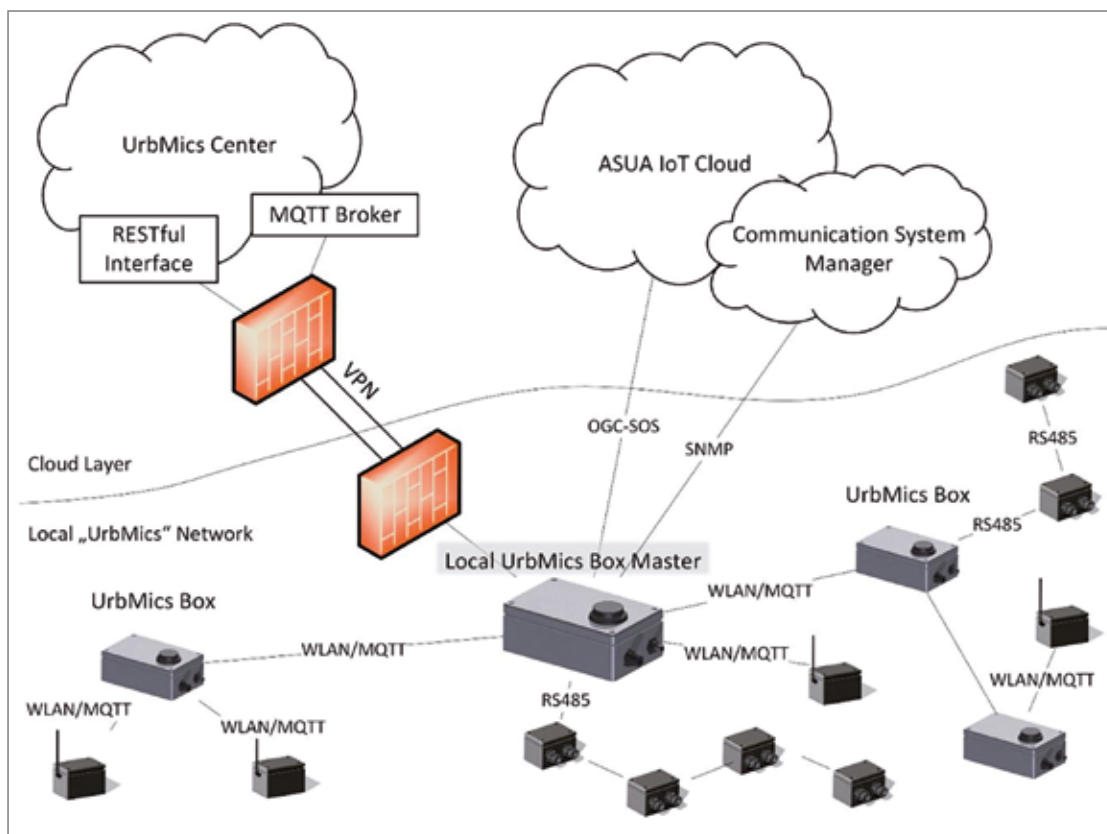 UrbMics Center
MQTT Broker
RESTful
Interface
ASUA IoT Cloud
Communication System
Manager
VPN
OGC-SOS
SNMP
RS485
Cloud Layer
UrbMics Box
RS485
Local „UrbMics“ Network
Local UrbMics Box Master
UrbMics Box
WLAN/MQTT
WLAN/MQTT
WLAN/MQTT
WLAN/MQTT
RS485
WLAN/MQTT
WLAN/MQTT